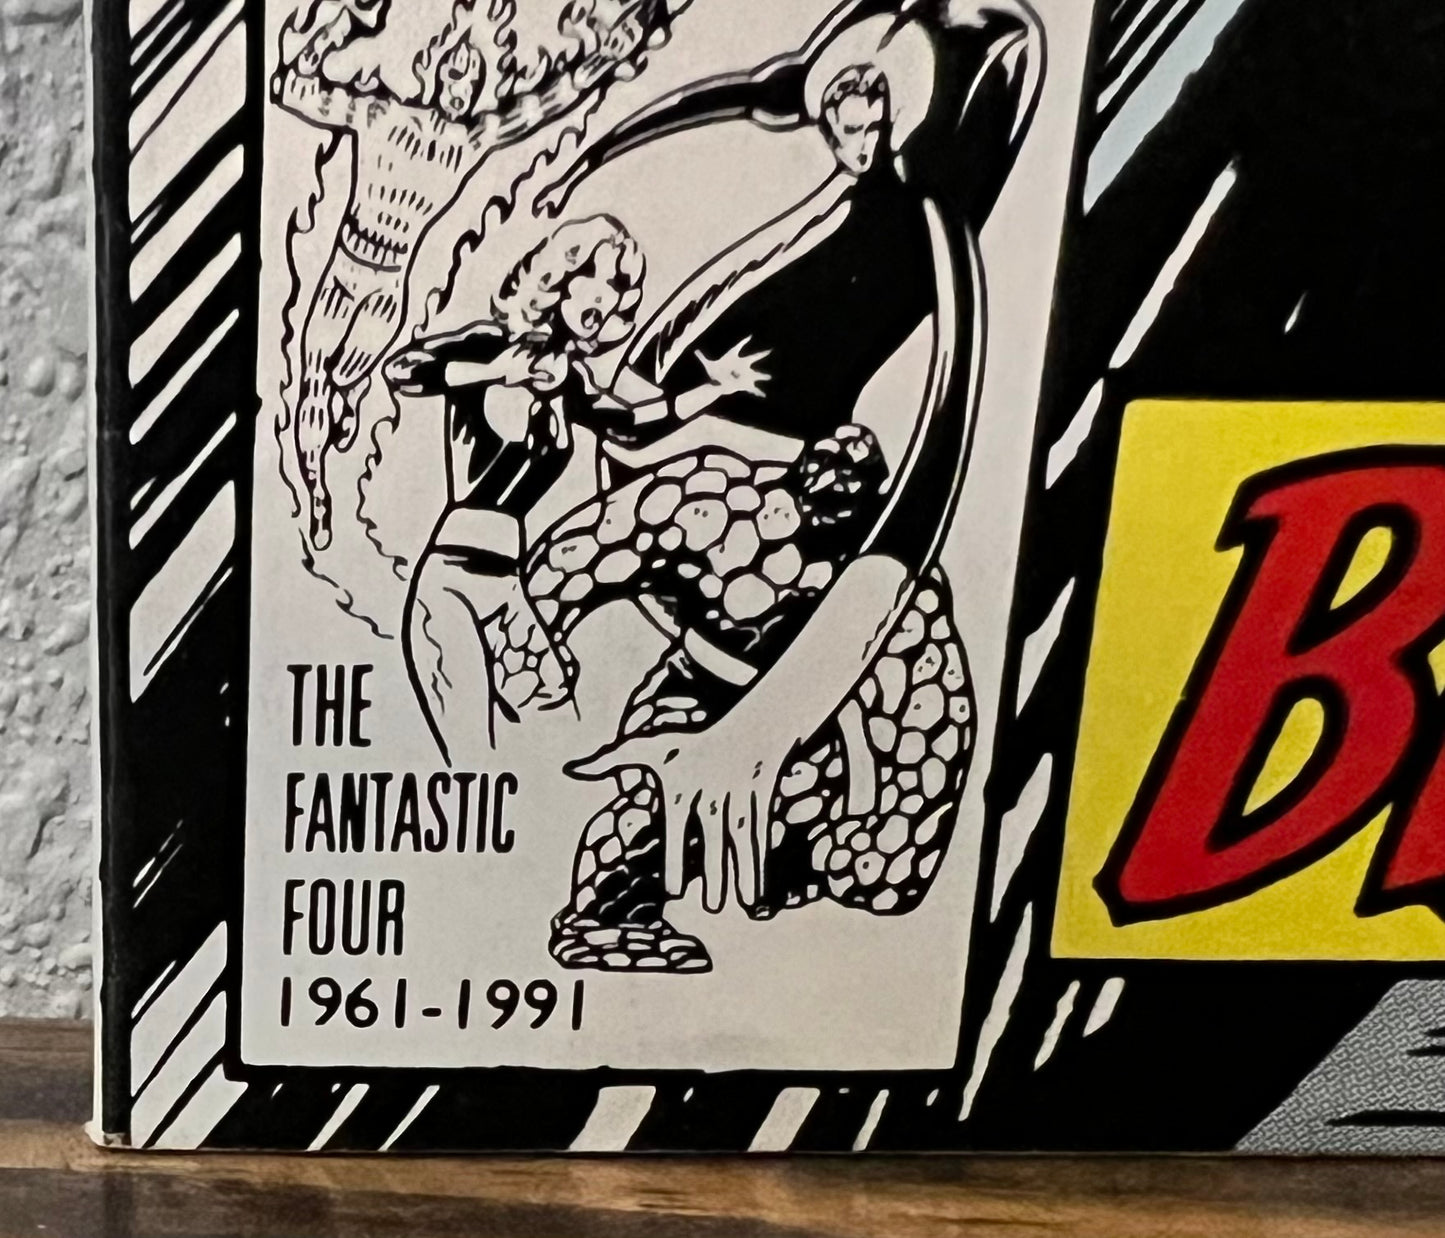 THE
FANTASTIC
FOUR
1961-1991
B